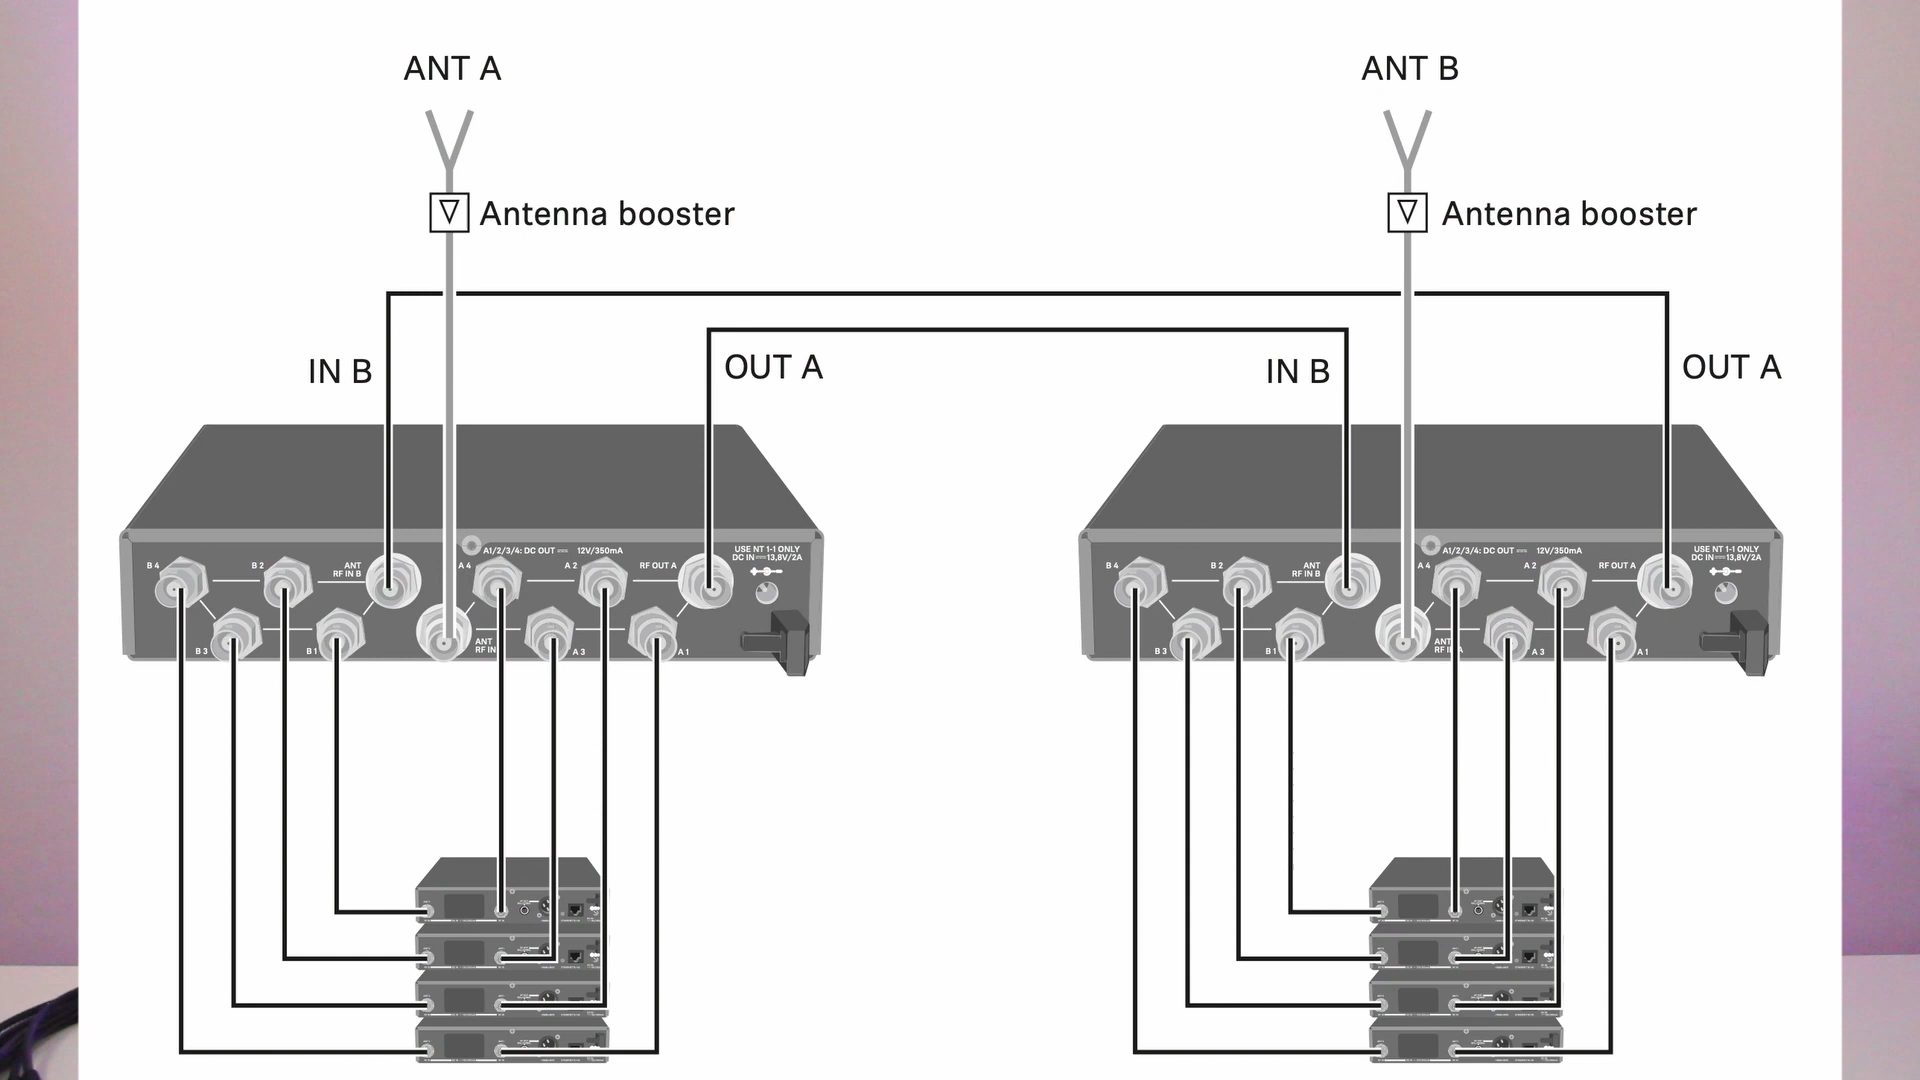 ANT A
ANT B
Antenna booster
Antenna booster
IN B
OUT A
IN B
OUT A
B 4
B 2
ANT
RF IN B
A 4
A1/2/3/4: DC OUT
12V/350mA
A 2
RF OUT A
USE NT 1-1 ONLY
DC IN 13,8V/2A
B 3
B 1
ANT
RF IN
A 3
A 1
B 4
B 2
ANT
RF IN B
A 4
A1/2/3/4: DC OUT
12V/350mA
A 2
RF OUT A
USE NT 1-1 ONLY
DC IN 13,8V/2A
B 3
B 1
ANT
RF IN A
A 3
A 1